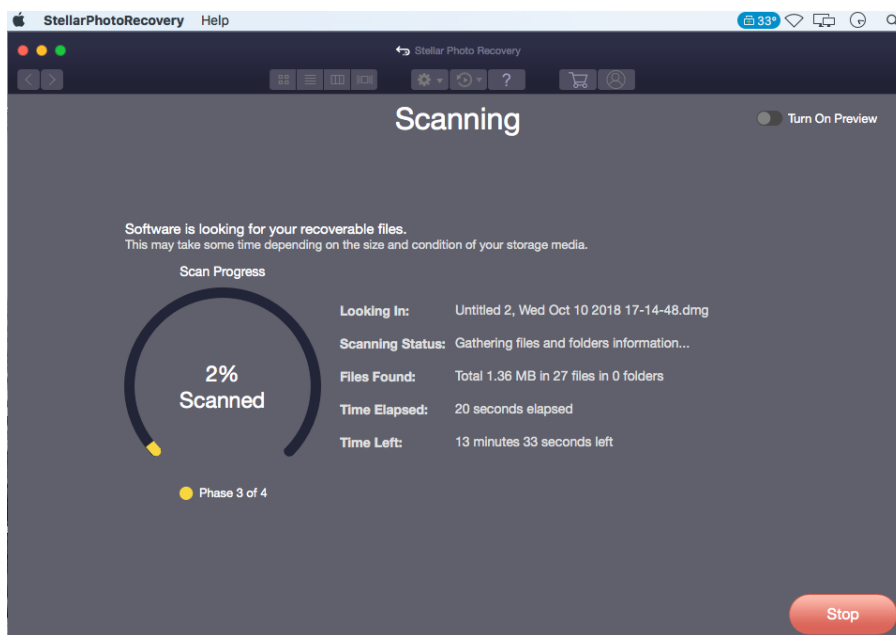 StellarPhotoRecovery Help
33°
Stellar Photo Recovery
?
Scanning
Turn On Preview
Software is looking for your recoverable files.
This may take some time depending on the size and condition of your storage media.
Scan Progress
2%
Scanned
Phase 3 of 4
Looking In: Untitled 2, Wed Oct 10 2018 17-14-48.dmg
Scanning Status: Gathering files and folders information...
Files Found: Total 1.36 MB in 27 files in 0 folders
Time Elapsed: 20 seconds elapsed
Time Left: 13 minutes 33 seconds left
Stop